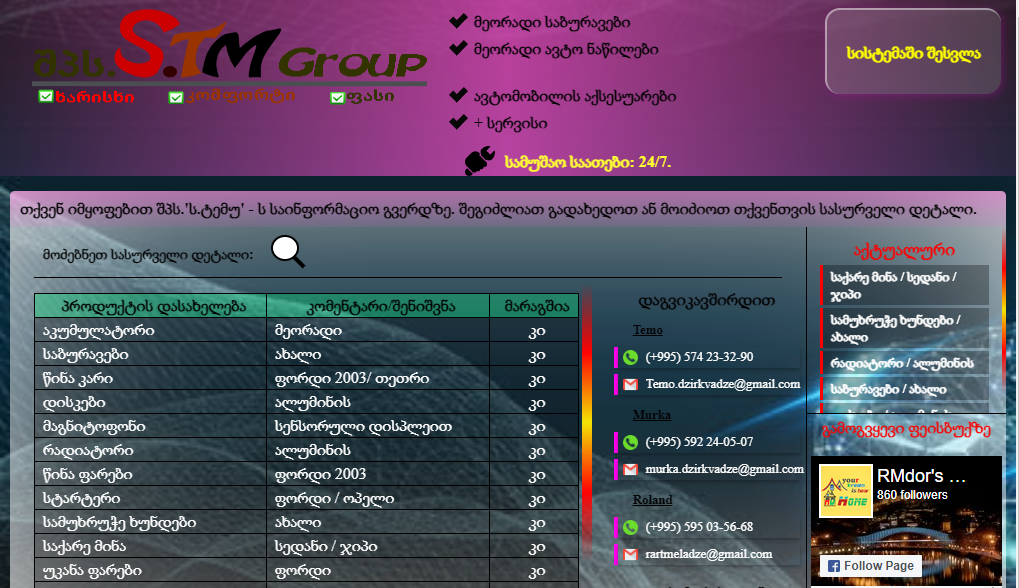 შპს.S.TM Group
ხარისხი კომფორტი ფასი
მეორადი საბურავები
მეორადი ავტო ნაწილები
ავტომობილის აქსესუარები
+ სერვისი
სამუშაო საათები: 24/7.
სისტემაში შესვლა
თქვენ იმყოფებით შპს.'ს.ტემუ' - ს საინფორმაციო გვერდზე. შეგიძლიათ გადახედოთ ან მოიძიოთ თქვენთვის სასურველი დეტალი.
მოძებნეთ სასურველი დეტალი:
პროდუქტის დასახელება კომენტარი/შენიშვნა მარაგშია
აკუმულატორი მეორადი კი
საბურავები ახალი კი
წინა კარი ფორდი 2003/ თეთრი კი
დისკები ალუმინის კი
მაგნიტოფონი სენსორული დისპლეით კი
რადიატორი ალუმინის კი
წინა ფარები ფორდი 2003 კი
სტარტერი ფორდი / ოპელი კი
სამუხრუჭე ხუნდები ახალი კი
საქარე მინა სედანი / ჯიპი კი
უკანა ფარები ფორდი კი
დაგვიკავშირდით
Temo
(+995) 574 23-32-90
Temo.dzirkvadze@gmail.com
Murka
(+995) 592 24-05-07
murka.dzirkvadze@gmail.com
Roland
(+995) 595 03-56-68
rartmeladze@gmail.com
აქტუალური
საქარე მინა / სედანი /
ჯიპი
სამუხრუჭე ხუნდები /
ახალი
რადიატორი / ალუმინის
საბურავები / ახალი
გამოგვყევი ფეისბუქზე
RMdor's ...
860 followers
Follow Page